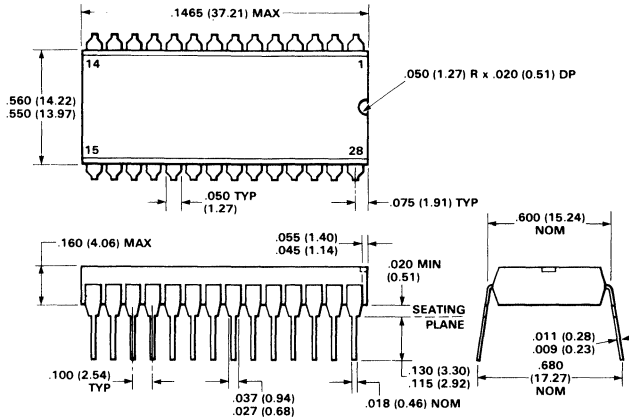 .1465 (37.21) MAX
14
1
.050 (1.27) R x .020 (0.51) DP
.560 (14.22)
.550 (13.97)
15
28
.050 TYP
(1.27)
.075 (1.91) TYP
.600 (15.24)
NOM
.160 (4.06) MAX
.055 (1.40)
.045 (1.14)
.020 MIN
(0.51)
SEATING
PLANE
.011 (0.28)
.009 (0.23)
.100 (2.54)
TYP
.130 (3.30)
.115 (2.92)
.680
(17.27)
NOM
.037 (0.94)
.027 (0.68)
.018 (0.46) NOM